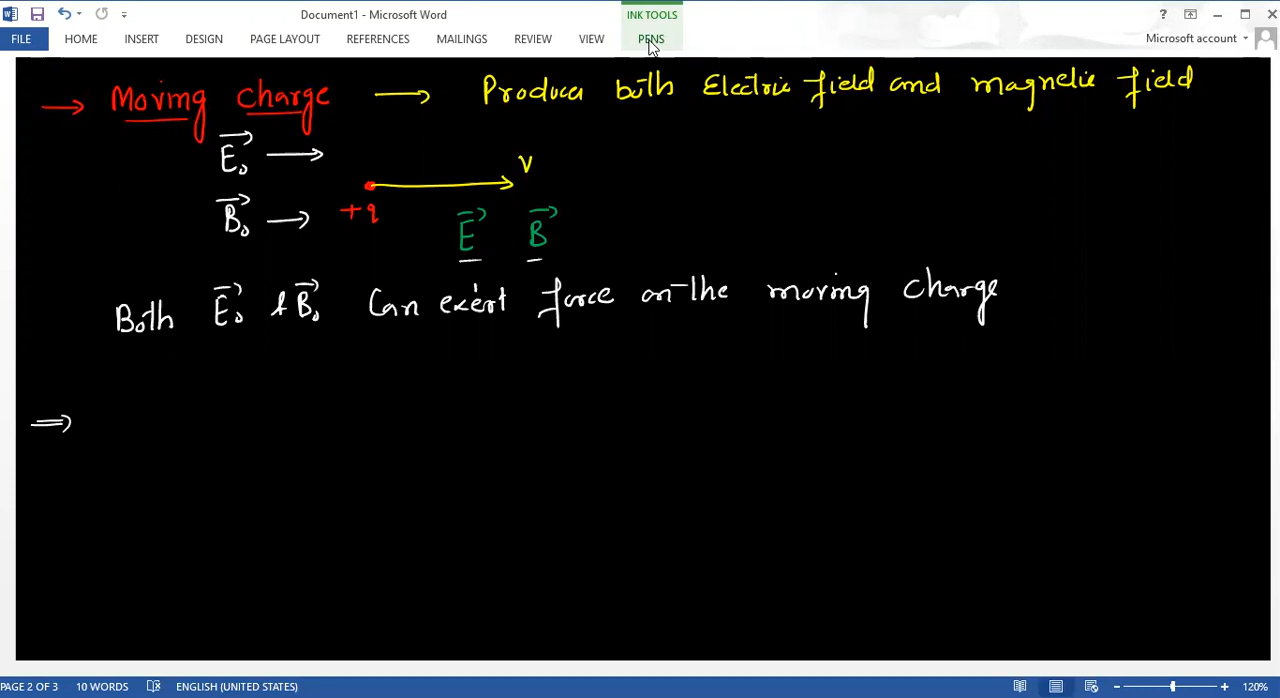 Document1 - Microsoft Word
INK TOOLS
?
FILE HOME INSERT DESIGN PAGE LAYOUT REFERENCES MAILINGS REVIEW VIEW PENS Microsoft account
→ Moving charge → Produces both Electric field and magnetic field
E₀ →
V
B₀ → +q
E B
Both E₀ & B₀ Can exert force on the moving charge
⇒
PAGE 2 OF 3 10 WORDS ENGLISH (UNITED STATES) 120%